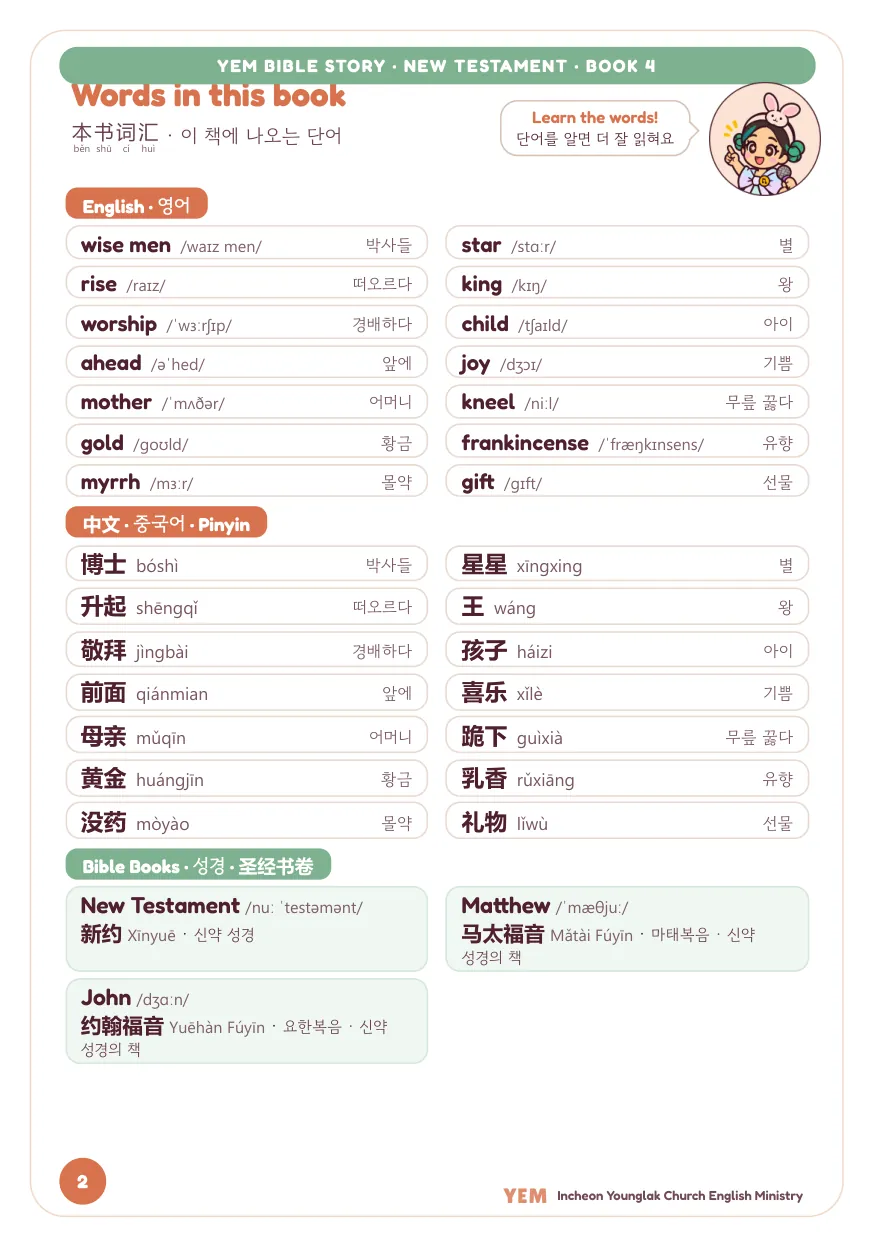 YEM BIBLE STORY · NEW TESTAMENT · BOOK 4
Words in this book
本书词汇 · 이 책에 나오는 단어
běn shū cí huì
Learn the words!
단어를 알면 더 잘 읽혀요
English · 영어
wise men /waɪz men/ 박사들
star /stɑːr/ 별
rise /raɪz/ 떠오르다
king /kɪŋ/ 왕
worship /ˈwɜːrʃɪp/ 경배하다
child /tʃaɪld/ 아이
ahead /əˈhed/ 앞에
joy /dʒɔɪ/ 기쁨
mother /ˈmʌðər/ 어머니
kneel /niːl/ 무릎 꿇다
gold /ɡoʊld/ 황금
frankincense /ˈfræŋkɪnsens/ 유향
myrrh /mɜːr/ 몰약
gift /ɡɪft/ 선물
中文 · 중국어 · Pinyin
博士 bóshì 박사들
星星 xīngxing 별
升起 shēngqǐ 떠오르다
王 wáng 왕
敬拜 jìngbài 경배하다
孩子 háizi 아이
前面 qiánmian 앞에
喜乐 xǐlè 기쁨
母亲 mǔqīn 어머니
跪下 guìxià 무릎 꿇다
黄金 huángjīn 황금
乳香 rǔxiāng 유향
没药 mòyào 몰약
礼物 lǐwù 선물
Bible Books · 성경 · 圣经书卷
New Testament /nuː ˈtestəmənt/
新约 Xīnyuē · 신약 성경
Matthew /ˈmæθjuː/
马太福音 Mǎtài Fúyīn · 마태복음 · 신약
성경의 책
John /dʒɑːn/
约翰福音 Yuēhàn Fúyīn · 요한복음 · 신약
성경의 책
2
YEM Incheon Younglak Church English Ministry